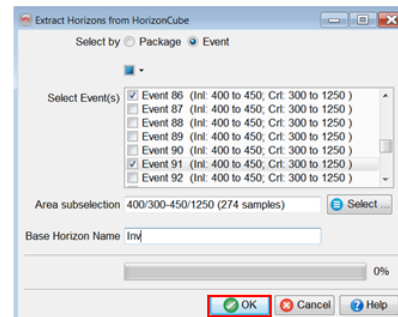 Extract Horizons from HorizonCube
Select by Package Event
Select Event(s)
Event 86 (Inl: 400 to 450; Crl: 300 to 1250 )
Event 87 (Inl: 400 to 450; Crl: 300 to 1250 )
Event 88 (Inl: 400 to 450; Crl: 300 to 1250 )
Event 89 (Inl: 400 to 450; Crl: 300 to 1250 )
Event 90 (Inl: 400 to 450; Crl: 300 to 1250 )
Event 91 (Inl: 400 to 450; Crl: 300 to 1250 )
Event 92 (Inl: 400 to 450; Crl: 300 to 1250 )
Area subselection 400/300-450/1250 (274 samples) Select ...
Base Horizon Name Inv
0%
OK Cancel Help